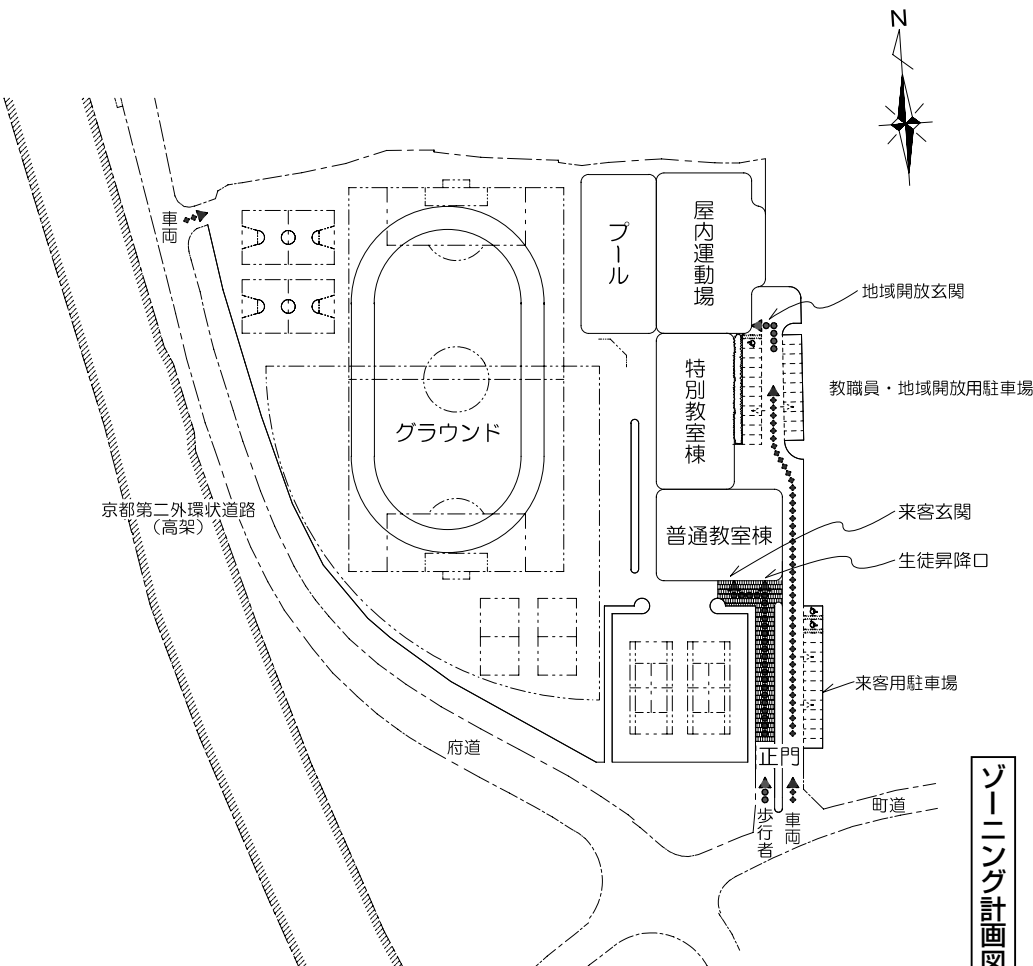 N
車両
プール
屋内運動場
地域開放玄関
特別教室棟
教職員・地域開放用駐車場
グラウンド
京都第二外環状道路
（高架）
普通教室棟
来客玄関
生徒昇降口
来客用駐車場
府道
正門
歩行者
車両
町道
ゾーニング計画図